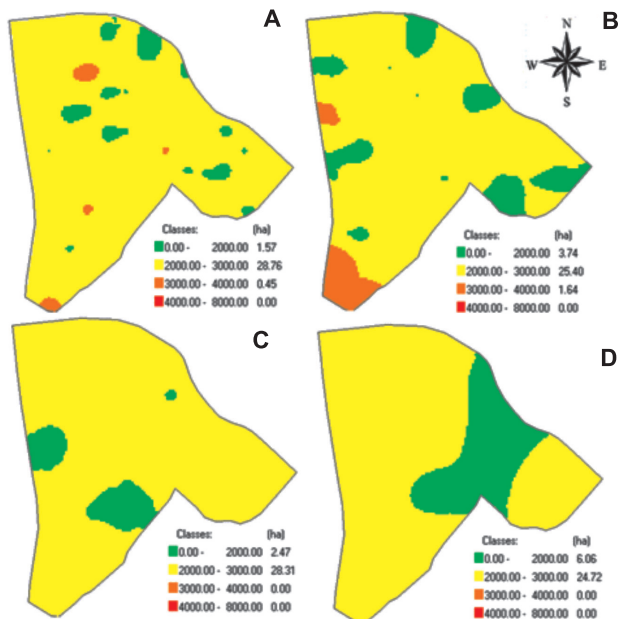 A
B
N
W E
S
Classes: (ha)
0.00 - 2000.00 1.57
2000.00 - 3000.00 28.76
3000.00 - 4000.00 0.45
4000.00 - 8000.00 0.00
Classes: (ha)
0.00 - 2000.00 3.74
2000.00 - 3000.00 25.40
3000.00 - 4000.00 1.64
4000.00 - 8000.00 0.00
C
D
Classes: (ha)
0.00 - 2000.00 2.47
2000.00 - 3000.00 28.31
3000.00 - 4000.00 0.00
4000.00 - 8000.00 0.00
Classes: (ha)
0.00 - 2000.00 6.06
2000.00 - 3000.00 24.72
3000.00 - 4000.00 0.00
4000.00 - 8000.00 0.00